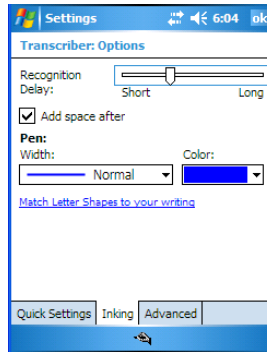 Settings 6:04 ok
Transcriber: Options
Recognition
Delay:
Short Long
Add space after
Pen:
Width: Color:
Normal
Match Letter Shapes to your writing
Quick Settings Inking Advanced